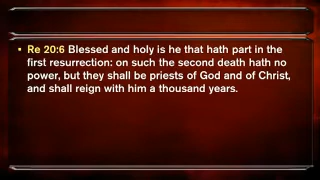 • Re 20:6 Blessed and holy is he that hath part in the
first resurrection: on such the second death hath no
power, but they shall be priests of God and of Christ,
and shall reign with him a thousand years.